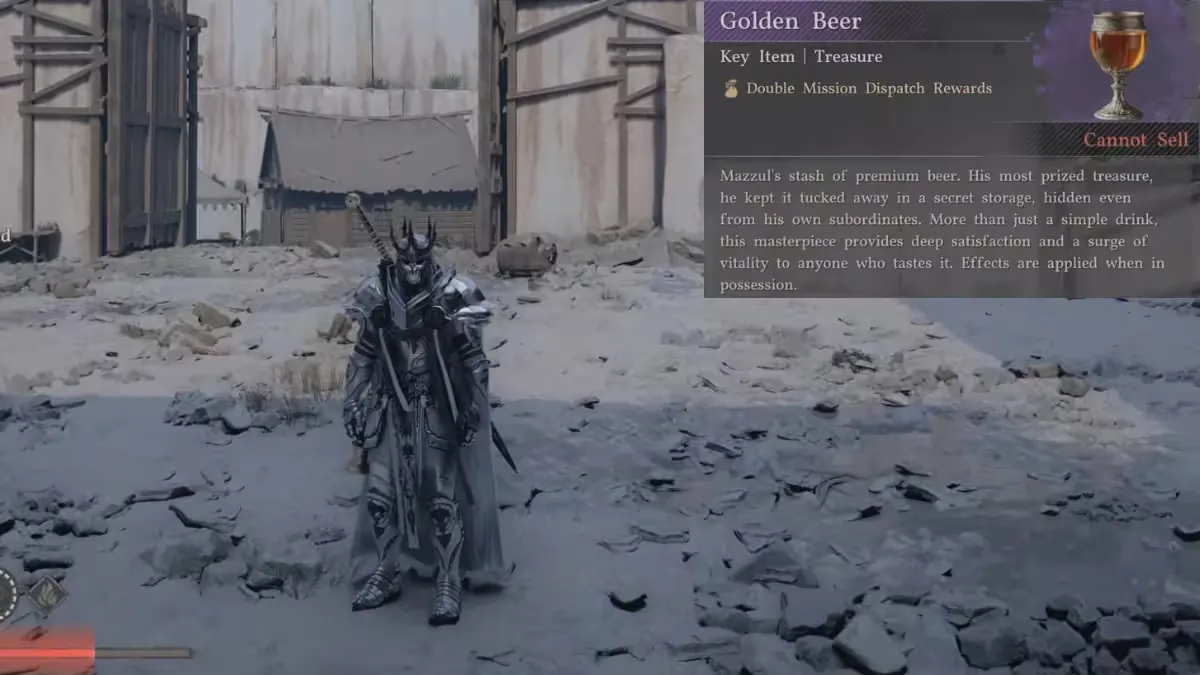 Golden Beer
Key Item | Treasure
Double Mission Dispatch Rewards
Cannot Sell
Mazzul's stash of premium beer. His most prized treasure,
he kept it tucked away in a secret storage, hidden even
from his own subordinates. More than just a simple drink,
this masterpiece provides deep satisfaction and a surge of
vitality to anyone who tastes it. Effects are applied when in
possession.